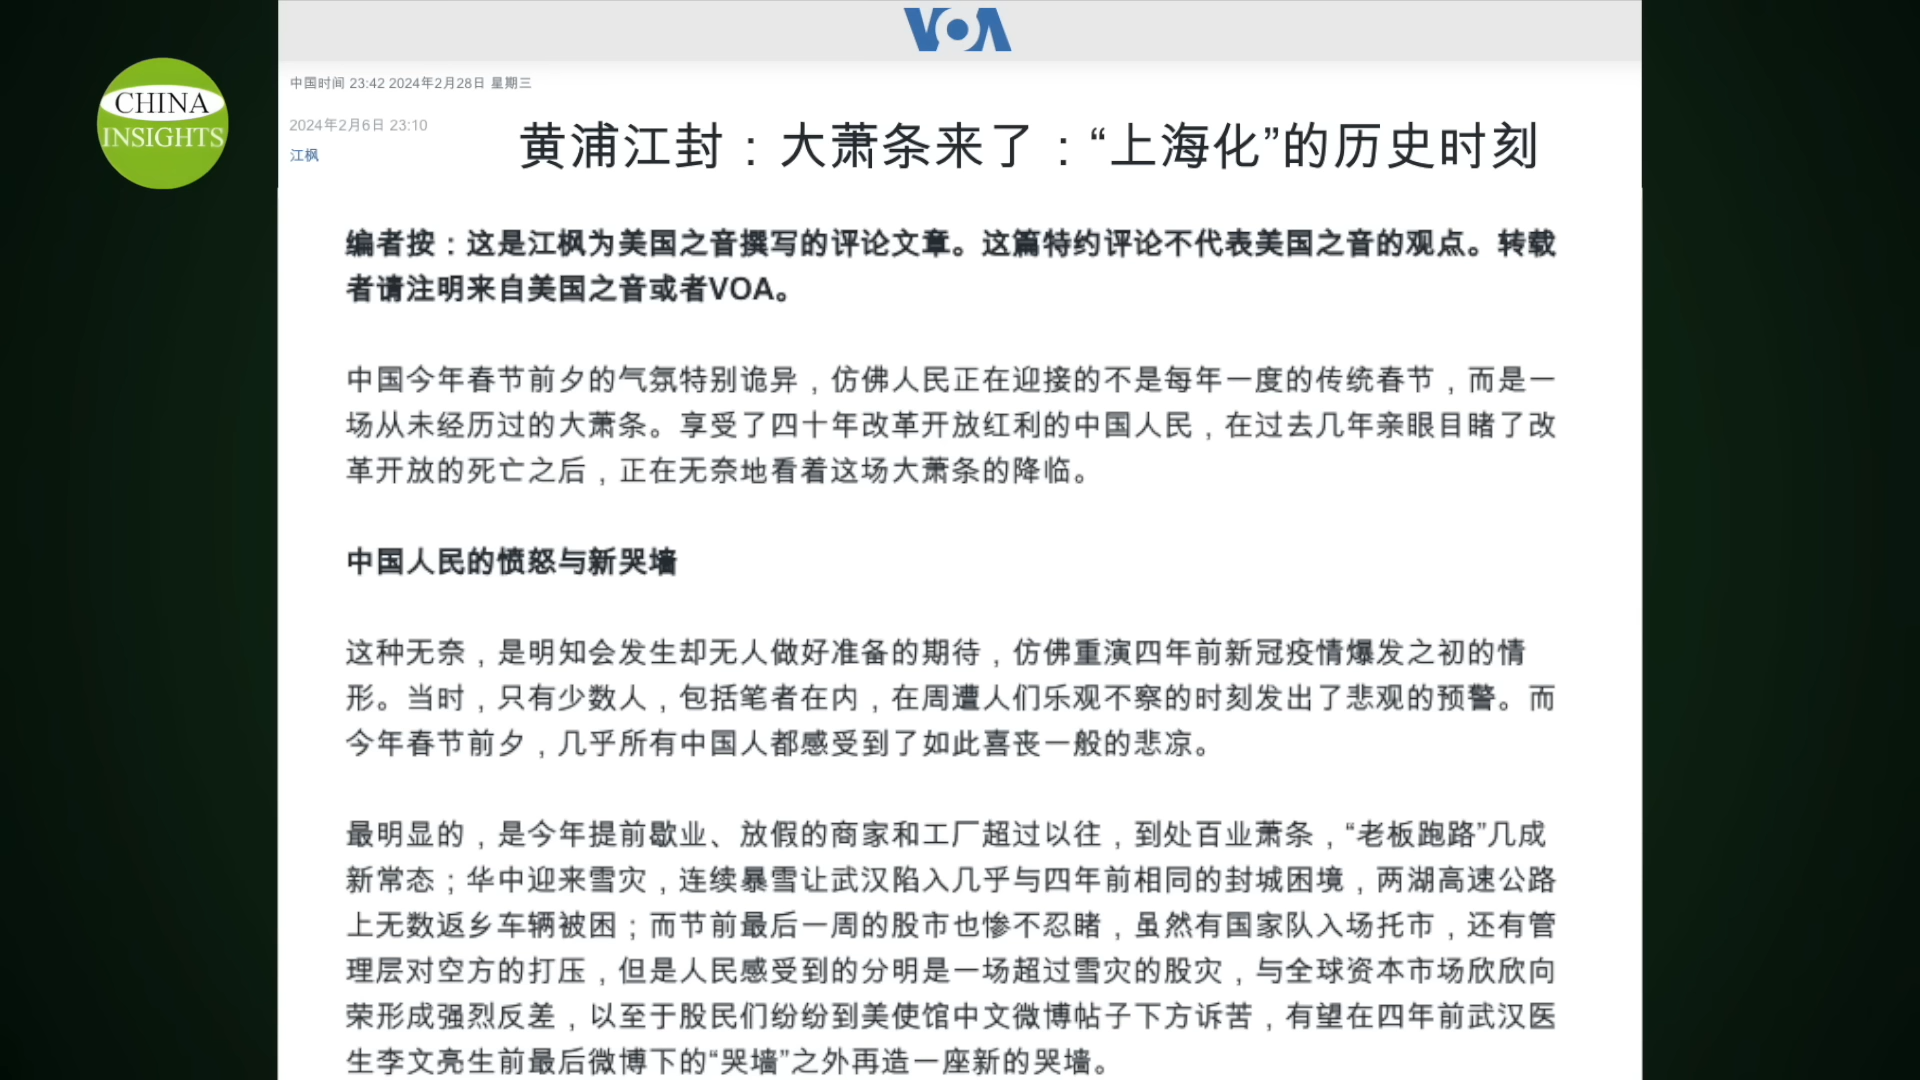 VOA
CHINA
INSIGHTS
中国时间 23:42 2024年2月28日 星期三
2024年2月6日 23:10
江枫
黄浦江封：大萧条来了：“上海化”的历史时刻
编者按：这是江枫为美国之音撰写的评论文章。这篇特约评论不代表美国之音的观点。转载
者请注明来自美国之音或者VOA。
中国今年春节前夕的气氛特别诡异，仿佛人民正在迎接的不是每年一度的传统春节，而是一
场从未经历过的大萧条。享受了四十年改革开放红利的中国人民，在过去几年亲眼目睹了改
革开放的死亡之后，正在无奈地看着这场大萧条的降临。
中国人民的愤怒与新哭墙
这种无奈，是明知会发生却无人做好准备的期待，仿佛重演四年前新冠疫情爆发之初的情
形。当时，只有少数人，包括笔者在内，在周遭人们乐观不察的时刻发出了悲观的预警。而
今年春节前夕，几乎所有中国人都感受到了如此喜丧一般的悲凉。
最明显的，是今年提前歇业、放假的商家和工厂超过以往，到处百业萧条，“老板跑路”几成
新常态；华中迎来雪灾，连续暴雪让武汉陷入几乎与四年前相同的封城困境，两湖高速公路
上无数返乡车辆被困；而节前最后一周的股市也惨不忍睹，虽然有国家队入场托市，还有管
理层对空方的打压，但是人民感受到的分明是一场超过雪灾的股灾，与全球资本市场欣欣向
荣形成强烈反差，以至于股民们纷纷到美使馆中文微博帖子下方诉苦，有望在四年前武汉医
生李文亮生前最后微博下的“哭墙”之外再造一座新的哭墙。